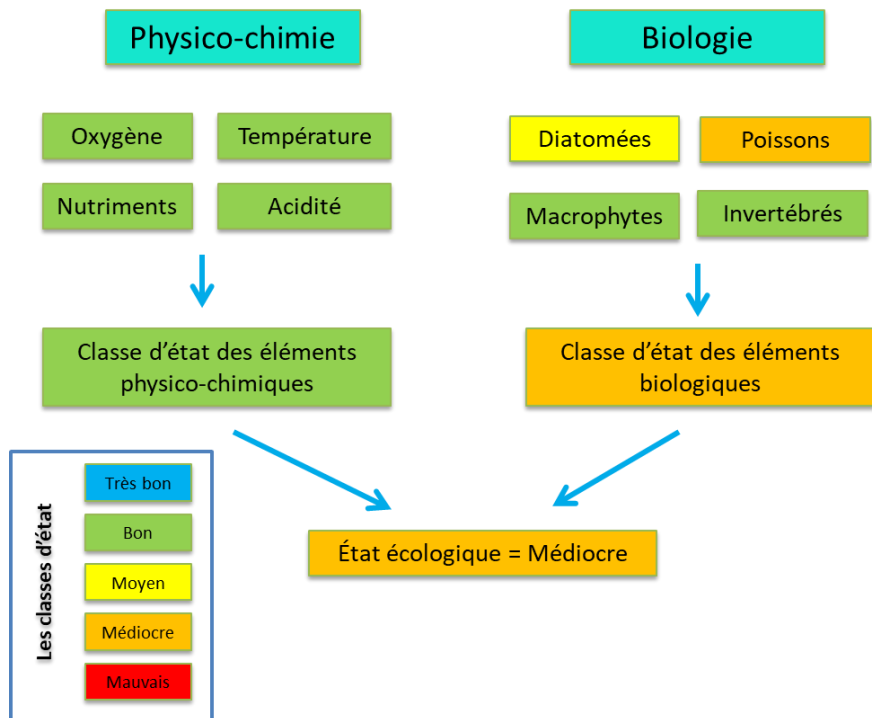 Physico-chimie
Biologie
Oxygène
Température
Diatomées
Poissons
Nutriments
Acidité
Macrophytes
Invertébrés
Classe d’état des éléments
physico-chimiques
Classe d’état des éléments
biologiques
Les classes d’état
Très bon
Bon
Moyen
Médiocre
Mauvais
État écologique = Médiocre